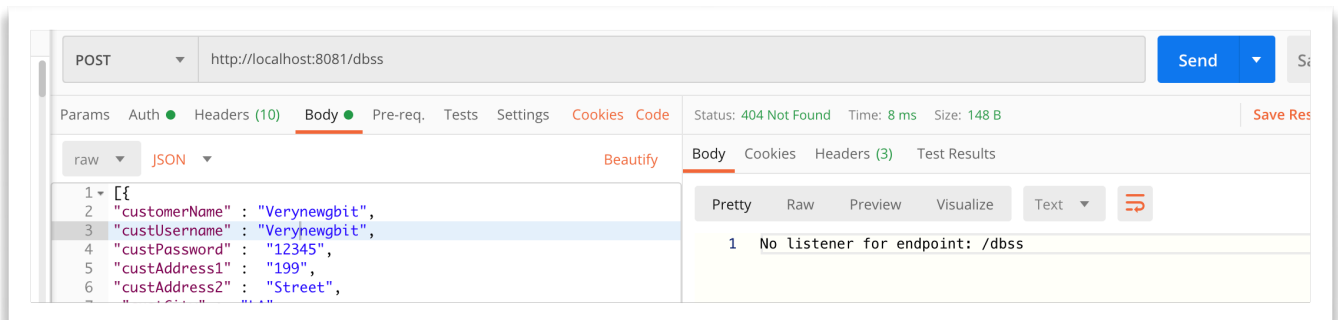 POST http://localhost:8081/dbss Send
Params Auth Headers (10) Body Pre-req. Tests Settings Cookies Code
raw JSON Beautify
1 [{
2 "customerName" : "Verynewgbit",
3 "custUsername" : "Verynewgbit",
4 "custPassword" : "12345",
5 "custAddress1" : "199",
6 "custAddress2" : "Street",
Status: 404 Not Found Time: 8 ms Size: 148 B Save Res
Body Cookies Headers (3) Test Results
Pretty Raw Preview Visualize Text
1 No listener for endpoint: /dbss